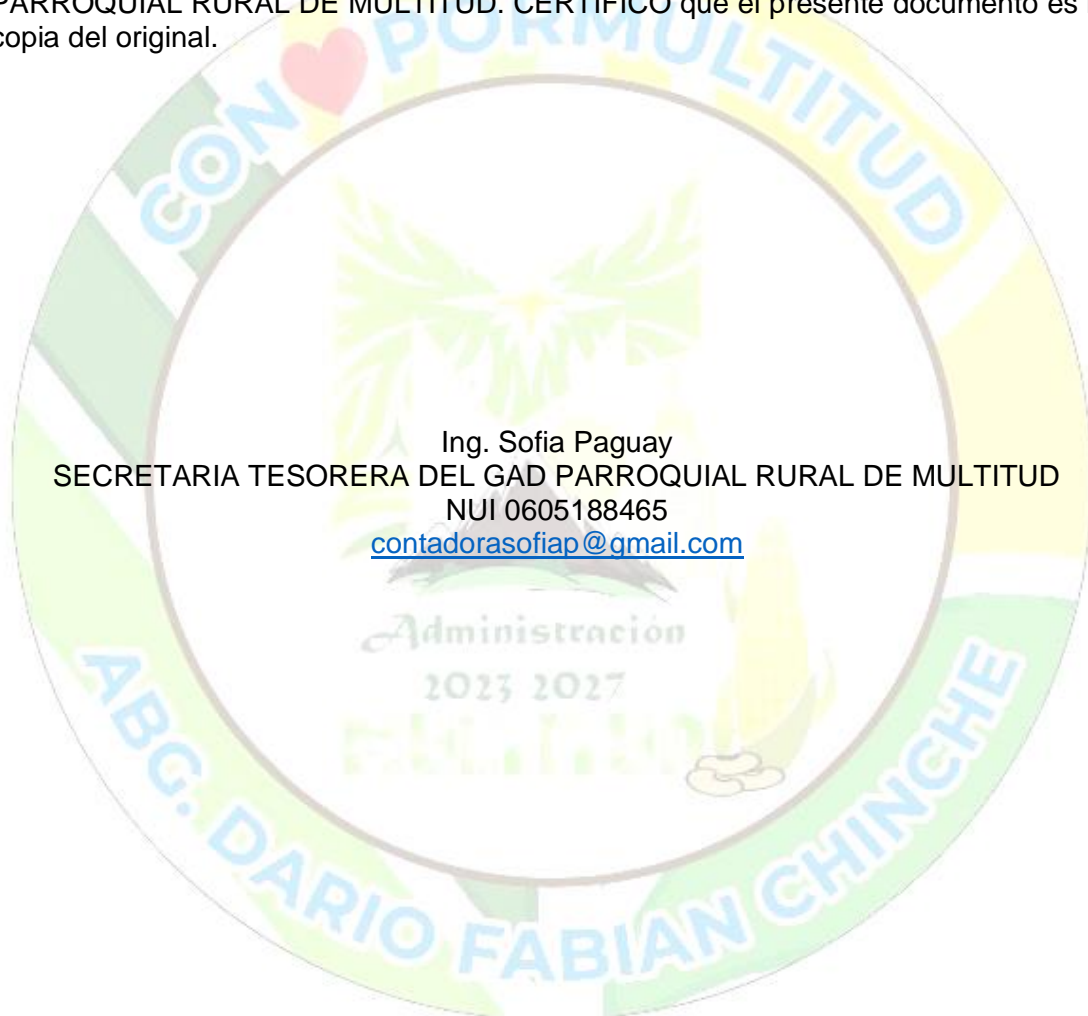 PARROQUIAL RURAL DE MULTITUD. CERTIFICO que el presente documento es
copia del original.
CON POR MULTITUD
Ing. Sofia Paguay
SECRETARIA TESORERA DEL GAD PARROQUIAL RURAL DE MULTITUD
NUI 0605188465
contadorasofiap@gmail.com
Administración
2023 2027
ABG. DARIO FABIAN CHINCHE